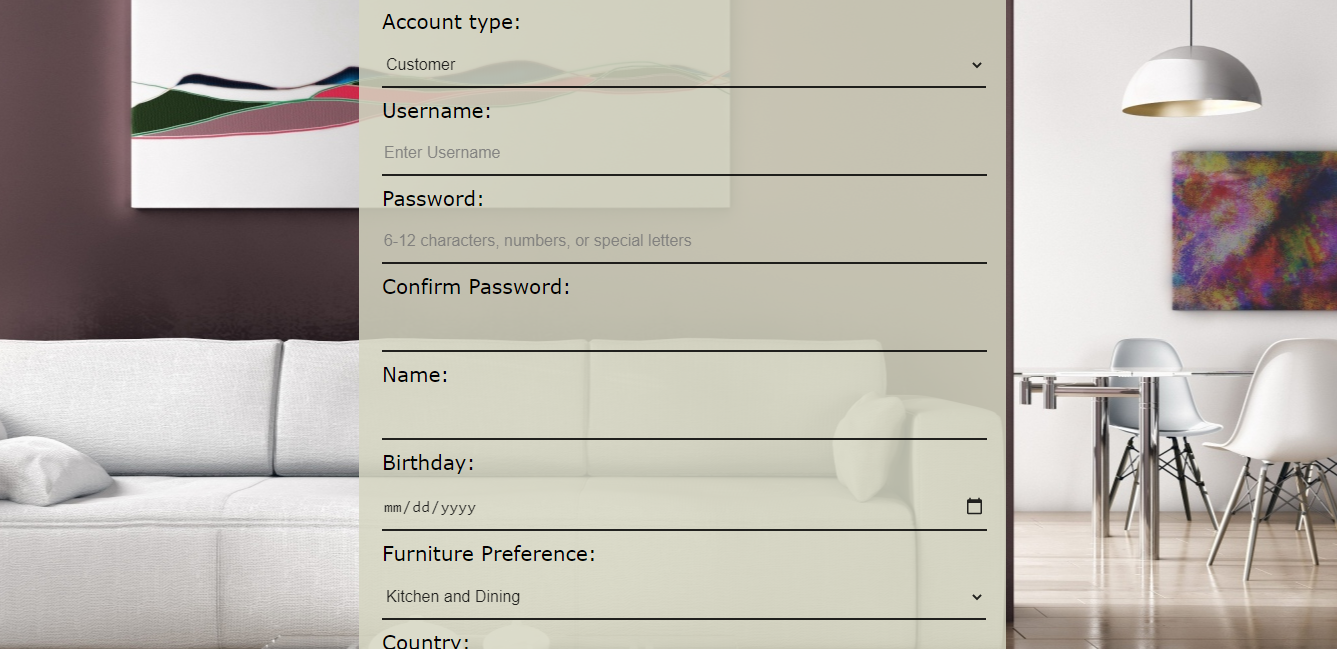 Account type:
Customer
Username:
Enter Username
Password:
6-12 characters, numbers, or special letters
Confirm Password:
Name:
Birthday:
mm/dd/yyyy
Furniture Preference:
Kitchen and Dining
Country: